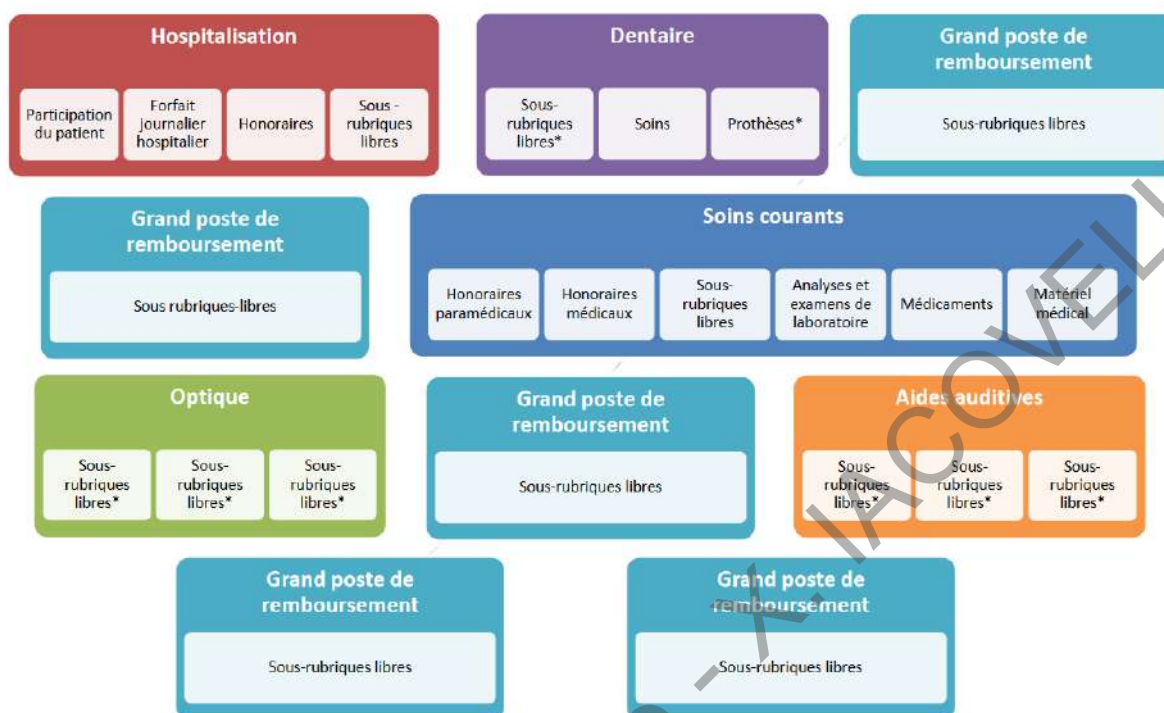 Hospitalisation
Participation
du patient
Forfait
journalier
hospitalier
Honoraires
Sous -
rubriques
libres
Dentaire
Sous-
rubriques
libres*
Soins
Prothèses*
Grand poste de
remboursement
Sous-rubriques libres
Grand poste de
remboursement
Sous rubriques-libres
Soins courants
Honoraires
paramédicaux
Honoraires
médicaux
Sous-
rubriques
libres
Analyses et
examens de
laboratoire
Médicaments
Matériel
médical
Optique
Sous-
rubriques
libres*
Sous-
rubriques
libres*
Sous-
rubriques
libres*
Grand poste de
remboursement
Sous-rubriques libres
Aides auditives
Sous-
rubriques
libres*
Sous-
rubriques
libres*
Sous-
rubriques
libres*
Grand poste de
remboursement
Sous-rubriques libres
Grand poste de
remboursement
Sous-rubriques libres
- X. IACOVELL